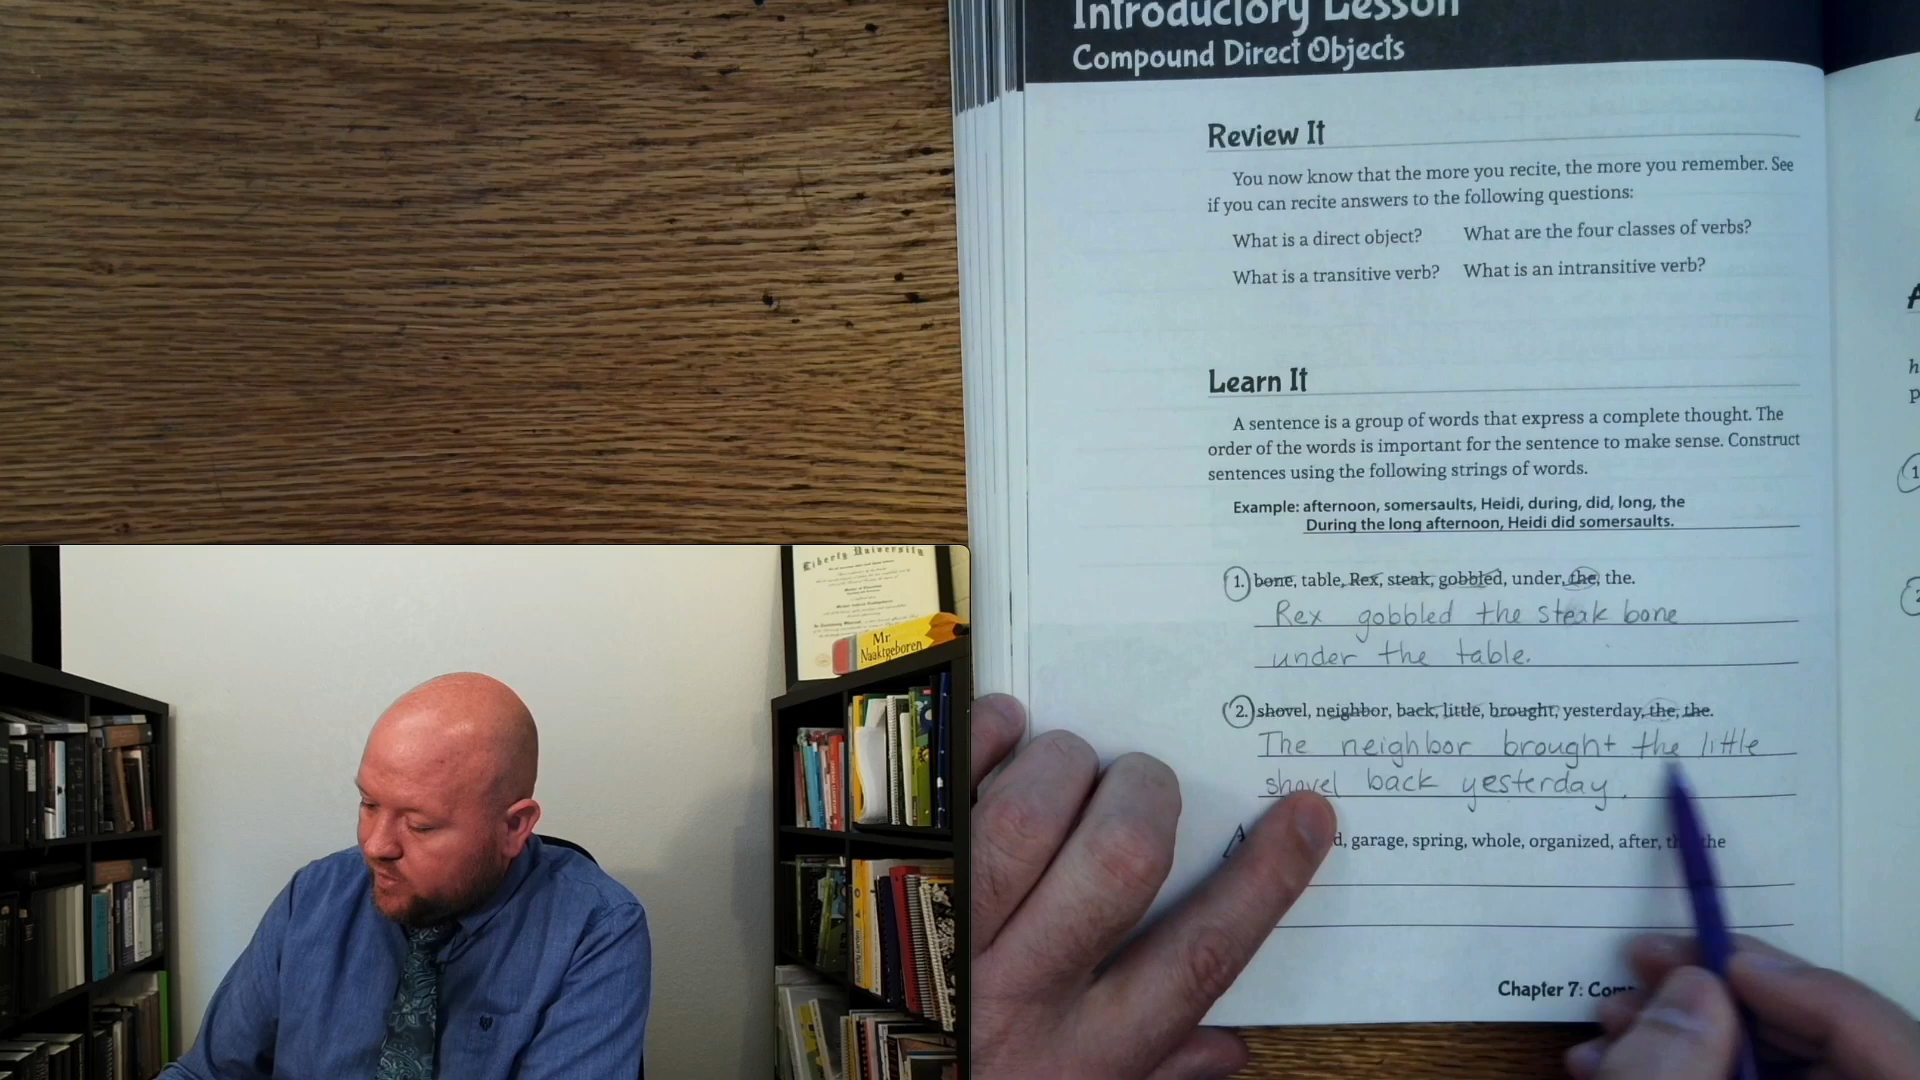 Introductory Lesson
Compound Direct Objects
Review It
You now know that the more you recite, the more you remember. See
if you can recite answers to the following questions:
What is a direct object? What are the four classes of verbs?
What is a transitive verb? What is an intransitive verb?
Learn It
A sentence is a group of words that express a complete thought. The
order of the words is important for the sentence to make sense. Construct
sentences using the following strings of words.
Example: afternoon, somersaults, Heidi, during, did, long, the
During the long afternoon, Heidi did somersaults.
1. bone, table, Rex, steak, gobbled, under, the, the.
Rex gobbled the steak bone
under the table.
2. shovel, neighbor, back, little, brought, yesterday, the, the.
The neighbor brought the little
shovel back yesterday.
garage, spring, whole, organized, after, the
Chapter 7:
Liberty University
Mr
Naaktgeboren